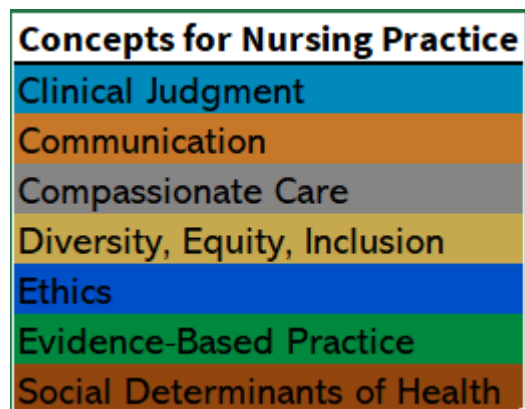 Concepts for Nursing Practice
Clinical Judgment
Communication
Compassionate Care
Diversity, Equity, Inclusion
Ethics
Evidence-Based Practice
Social Determinants of Health